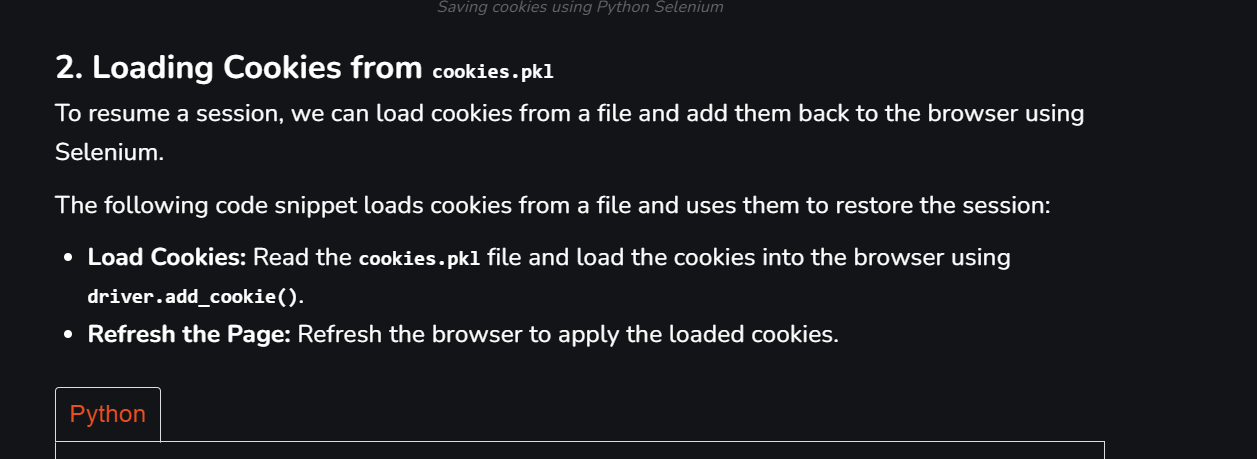 Saving cookies using Python Selenium
2. Loading Cookies from cookies.pkl
To resume a session, we can load cookies from a file and add them back to the browser using
Selenium.
The following code snippet loads cookies from a file and uses them to restore the session:
• Load Cookies: Read the cookies.pkl file and load the cookies into the browser using
driver.add_cookie().
• Refresh the Page: Refresh the browser to apply the loaded cookies.
Python